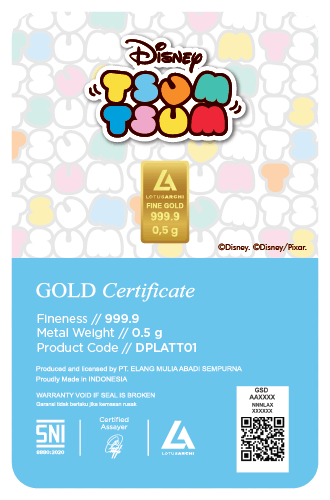 Disney
TSUM
TSUM
LOTUSARCHI
FINE GOLD
999.9
0,5 g
©Disney. ©Disney/Pixar.
GOLD Certificate
Fineness // 999.9
Metal Weight // 0.5 g
Product Code // DPLATT01
Produced and licensed by PT. ELANG MULIA ABADI SEMPURNA
Proudly Made in INDONESIA
WARRANTY VOID IF SEAL IS BROKEN
Garansi tidak berlaku jika kemasan rusak
GSD
AAXXXX
NNNLAX
XXXXXX
SNI
8880:2020
Certified
Assayer
LOTUSARCHI